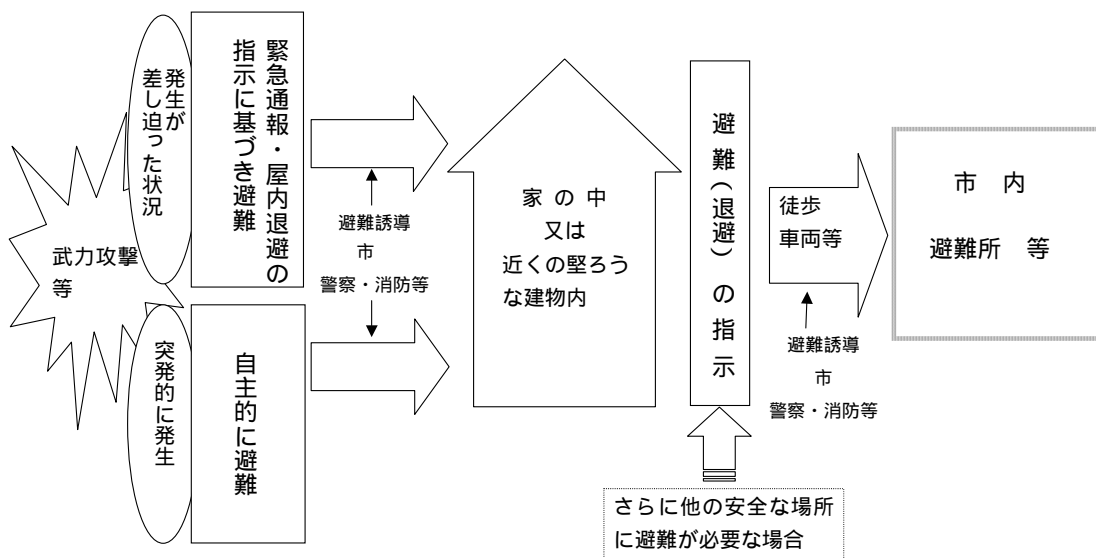 武力攻撃
等
発生が
差し迫った状況
緊急通報・屋内退避の
指示に基づき避難
突発的に発生
自主的に避難
避難誘導
市
警察・消防等
家の中
又は
近くの堅ろう
な建物内
避難(退避)の指示
さらに他の安全な場所
に避難が必要な場合
徒歩
車両等
避難誘導
市
警察・消防等
市 内
避難所 等